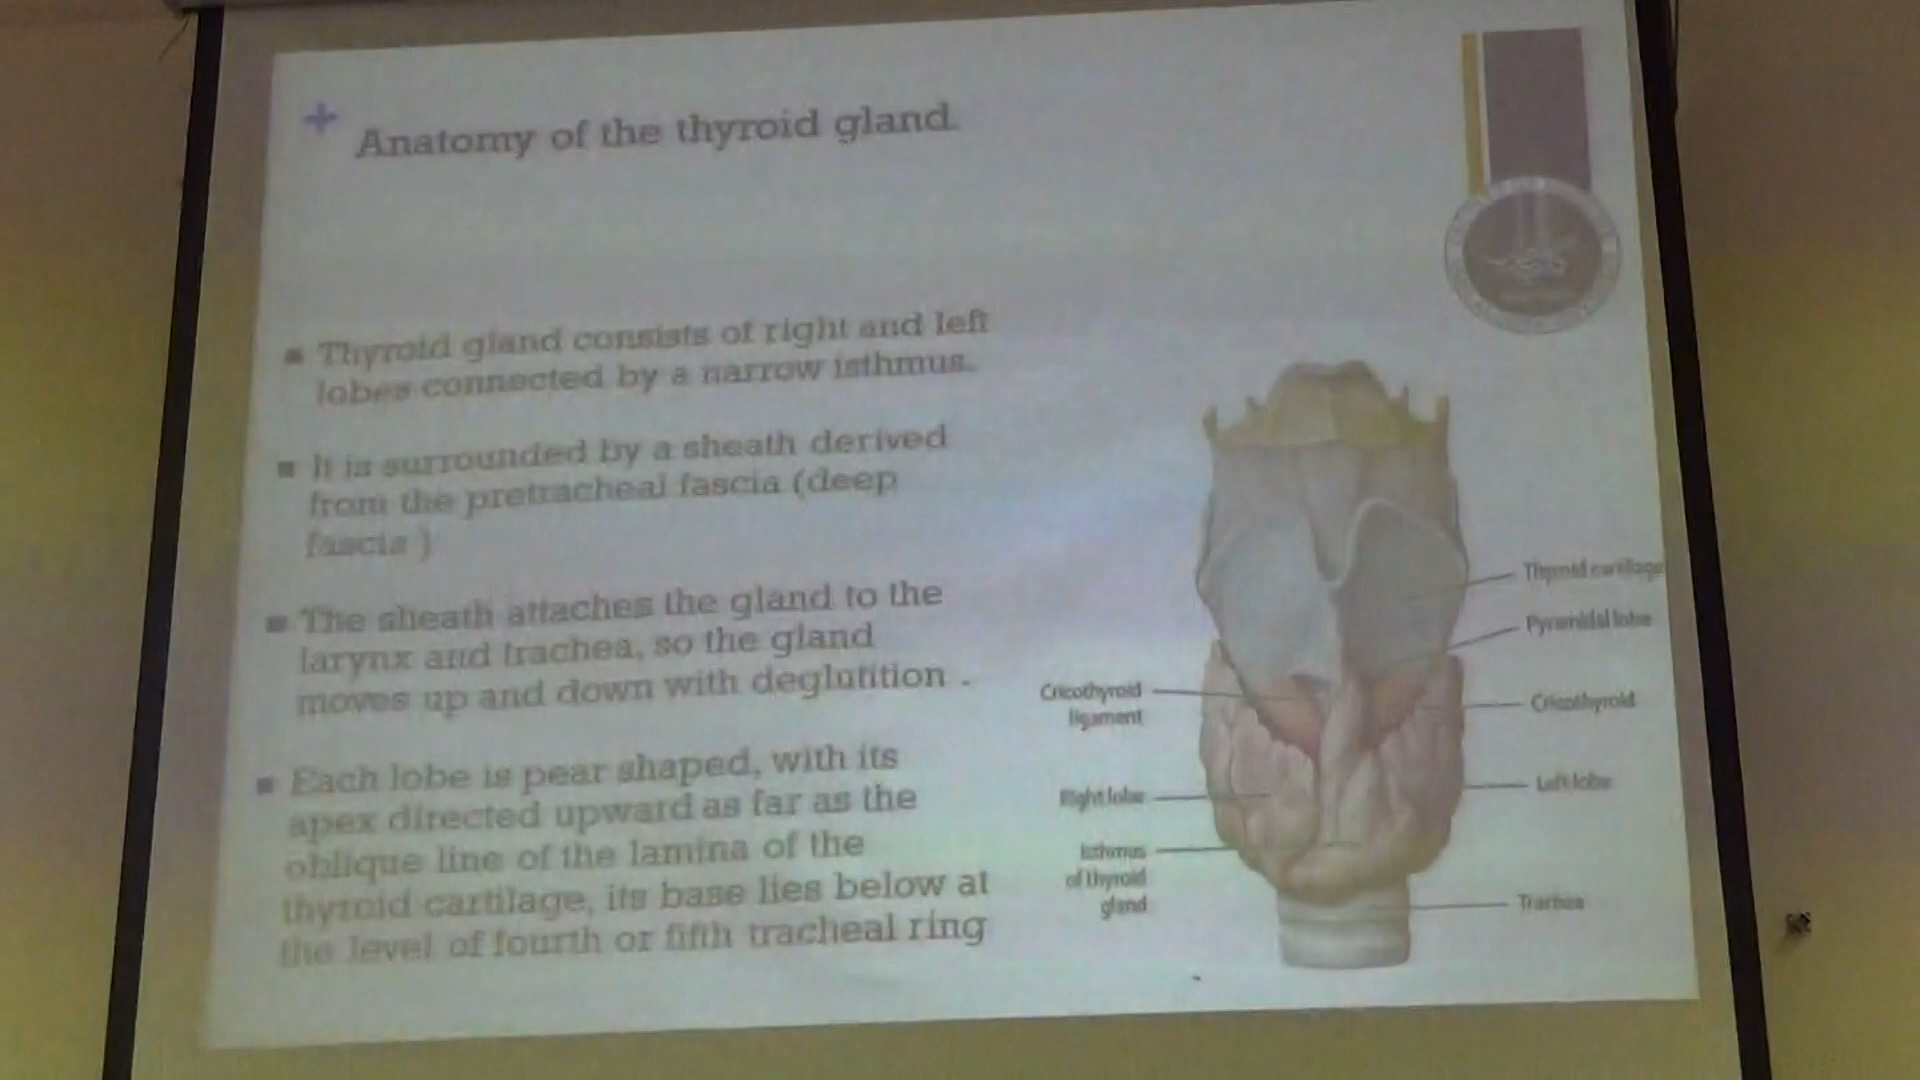 +
Anatomy of the thyroid gland.
▪ Thyroid gland consists of right and left
lobes connected by a narrow isthmus.
▪ It is surrounded by a sheath derived
from the pretracheal fascia (deep
fascia )
▪ The sheath attaches the gland to the
larynx and trachea, so the gland
moves up and down with deglutition .
▪ Each lobe is pear shaped, with its
apex directed upward as far as the
oblique line of the lamina of the
thyroid cartilage, its base lies below at
the level of fourth or fifth tracheal ring
Thyroid cartilage
Pyramidal lobe
Cricothyroid
ligament
Cricothyroid
Right lobe
Left lobe
Isthmus
of thyroid
gland
Trachea